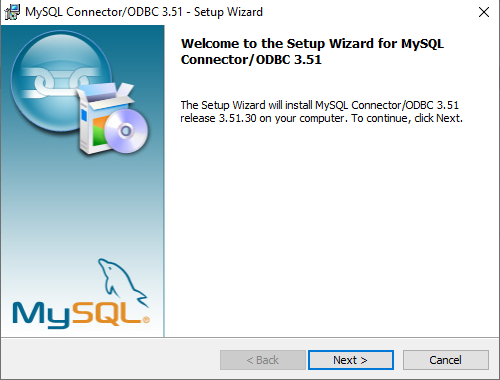 MySQL Connector/ODBC 3.51 - Setup Wizard
Welcome to the Setup Wizard for MySQL
Connector/ODBC 3.51
The Setup Wizard will install MySQL Connector/ODBC 3.51
release 3.51.30 on your computer. To continue, click Next.
MySQL®
< Back
Next >
Cancel